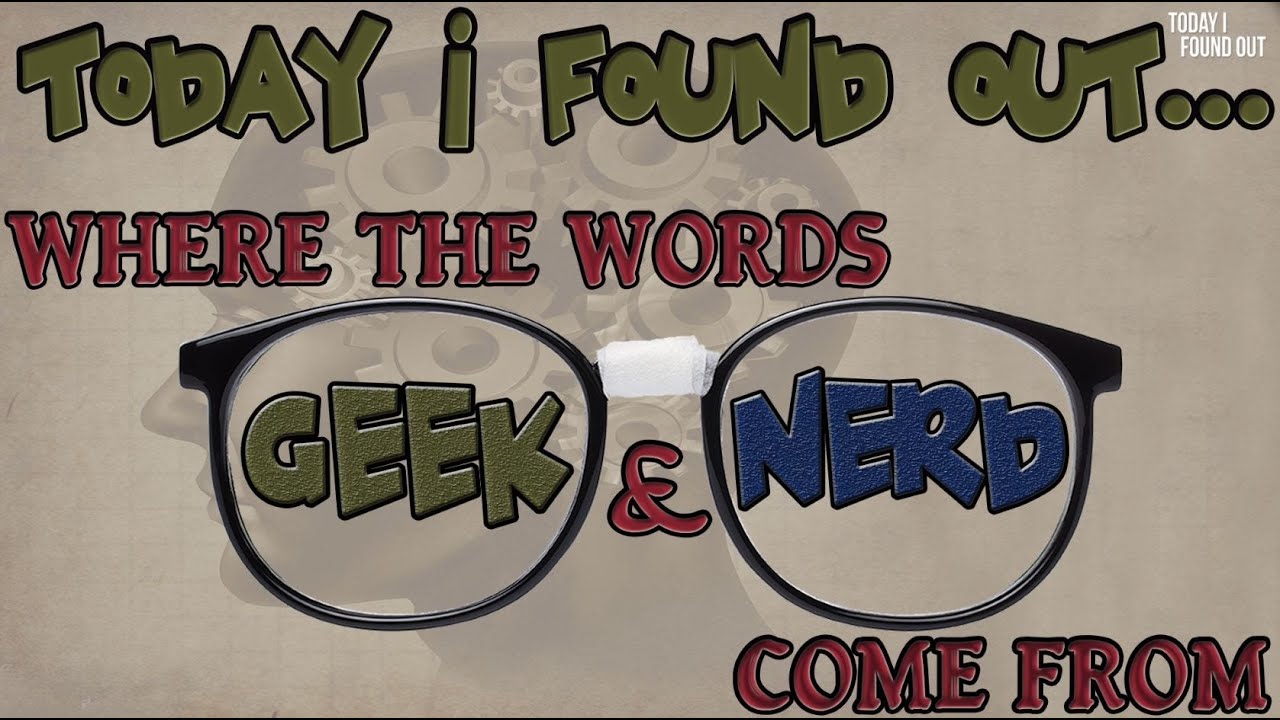 TODAY I FOUND OUT...
TODAY I
FOUND OUT
WHERE THE WORDS
GEEK & NERD
COME FROM